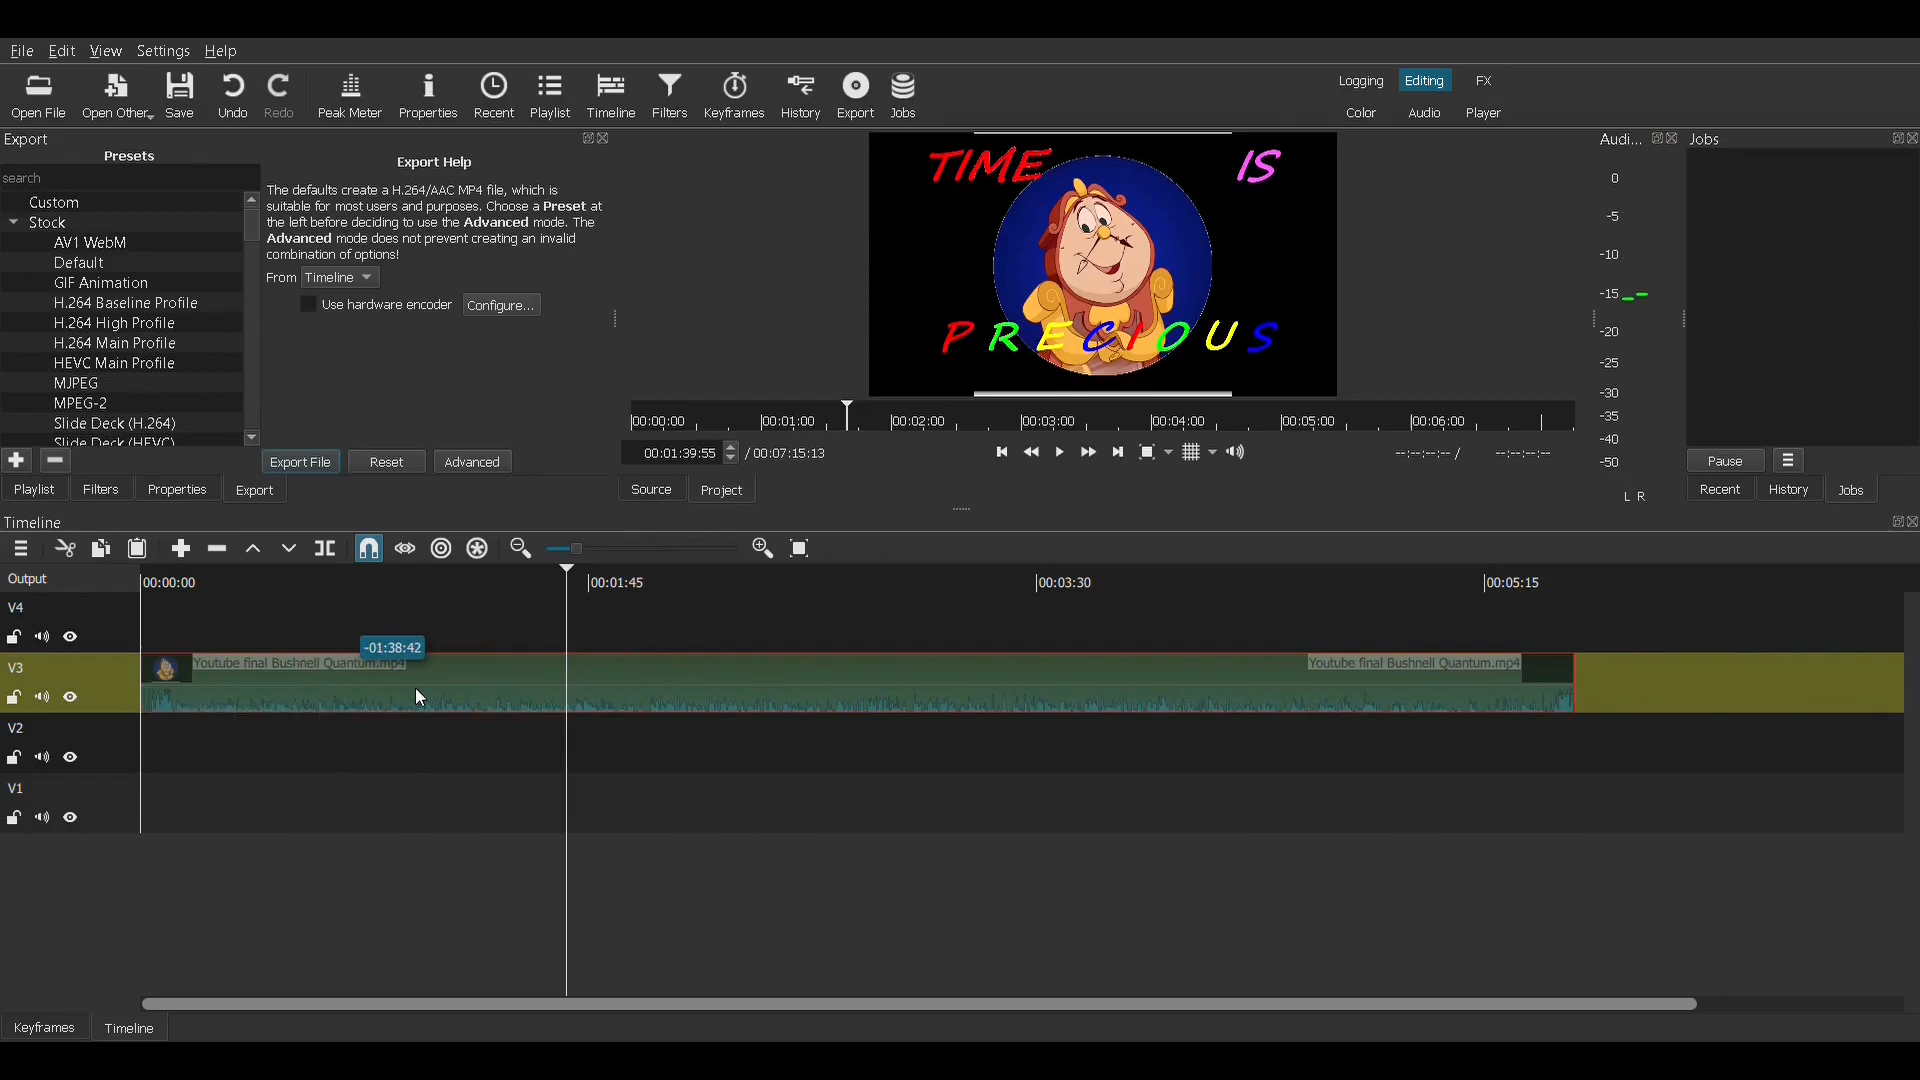 File Edit View Settings Help
Open File Open Other Save Undo Redo Peak Meter Properties Recent Playlist Timeline Filters Keyframes History Export Jobs
Logging Editing FX
Color Audio Player
Export
Presets
search
Custom
Stock
AV1 WebM
Default
GIF Animation
H.264 Baseline Profile
H.264 High Profile
H.264 Main Profile
HEVC Main Profile
MJPEG
MPEG-2
Slide Deck (H.264)
Slide Deck (HEVC)
Export Help
The defaults create a H.264/AAC MP4 file, which is
suitable for most users and purposes. Choose a Preset at
the left before deciding to use the Advanced mode. The
Advanced mode does not prevent creating an invalid
combination of options!
From Timeline
Use hardware encoder Configure...
Export File Reset Advanced
Playlist Filters Properties Export
TIME IS
PRECIOUS
00:00:00 00:01:00 00:02:00 00:03:00 00:04:00 00:05:00 00:06:00
00:01:39:55 / 00:07:15:13 --:--:--:-- / --:--:--:--
Source Project
Audi...
0
-5
-10
-15
-20
-25
-30
-35
-40
-50
L R
Jobs
Pause
Recent History Jobs
Timeline
Output 00:00:00 00:01:45 00:03:30 00:05:15
V4
-01:38:42
V3 Youtube final Bushnell Quantum.mp4 Youtube final Bushnell Quantum.mp4
V2
V1
Keyframes Timeline